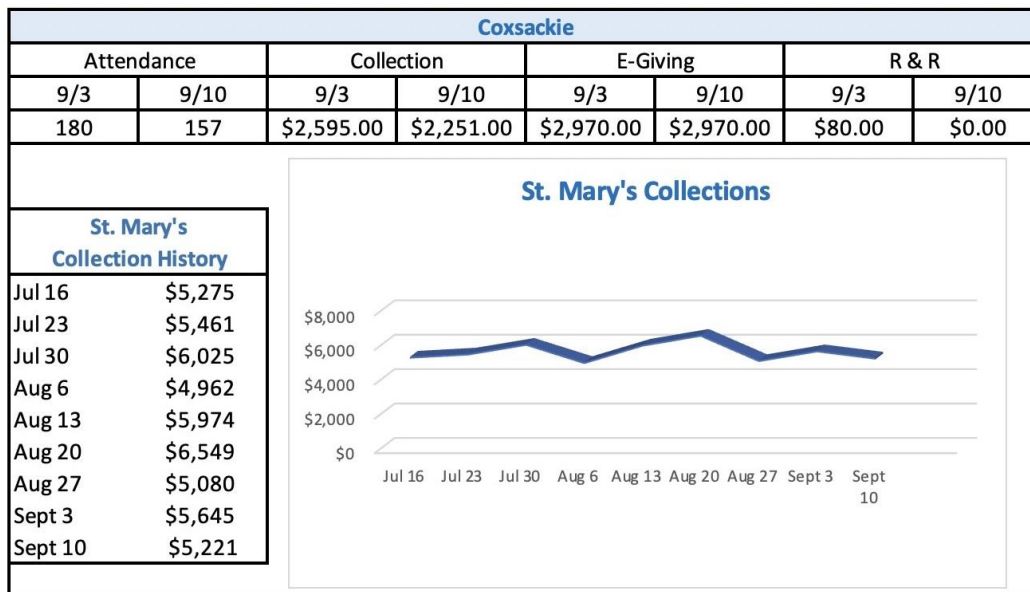 Coxsackie
Attendance Collection E-Giving R & R
9/3 9/10 9/3 9/10 9/3 9/10 9/3 9/10
180 157 $2,595.00 $2,251.00 $2,970.00 $2,970.00 $80.00 $0.00
St. Mary's
Collection History
Jul 16 $5,275
Jul 23 $5,461
Jul 30 $6,025
Aug 6 $4,962
Aug 13 $5,974
Aug 20 $6,549
Aug 27 $5,080
Sept 3 $5,645
Sept 10 $5,221
St. Mary's Collections
$8,000
$6,000
$4,000
$2,000
$0
Jul 16 Jul 23 Jul 30 Aug 6 Aug 13 Aug 20 Aug 27 Sept 3 Sept
10